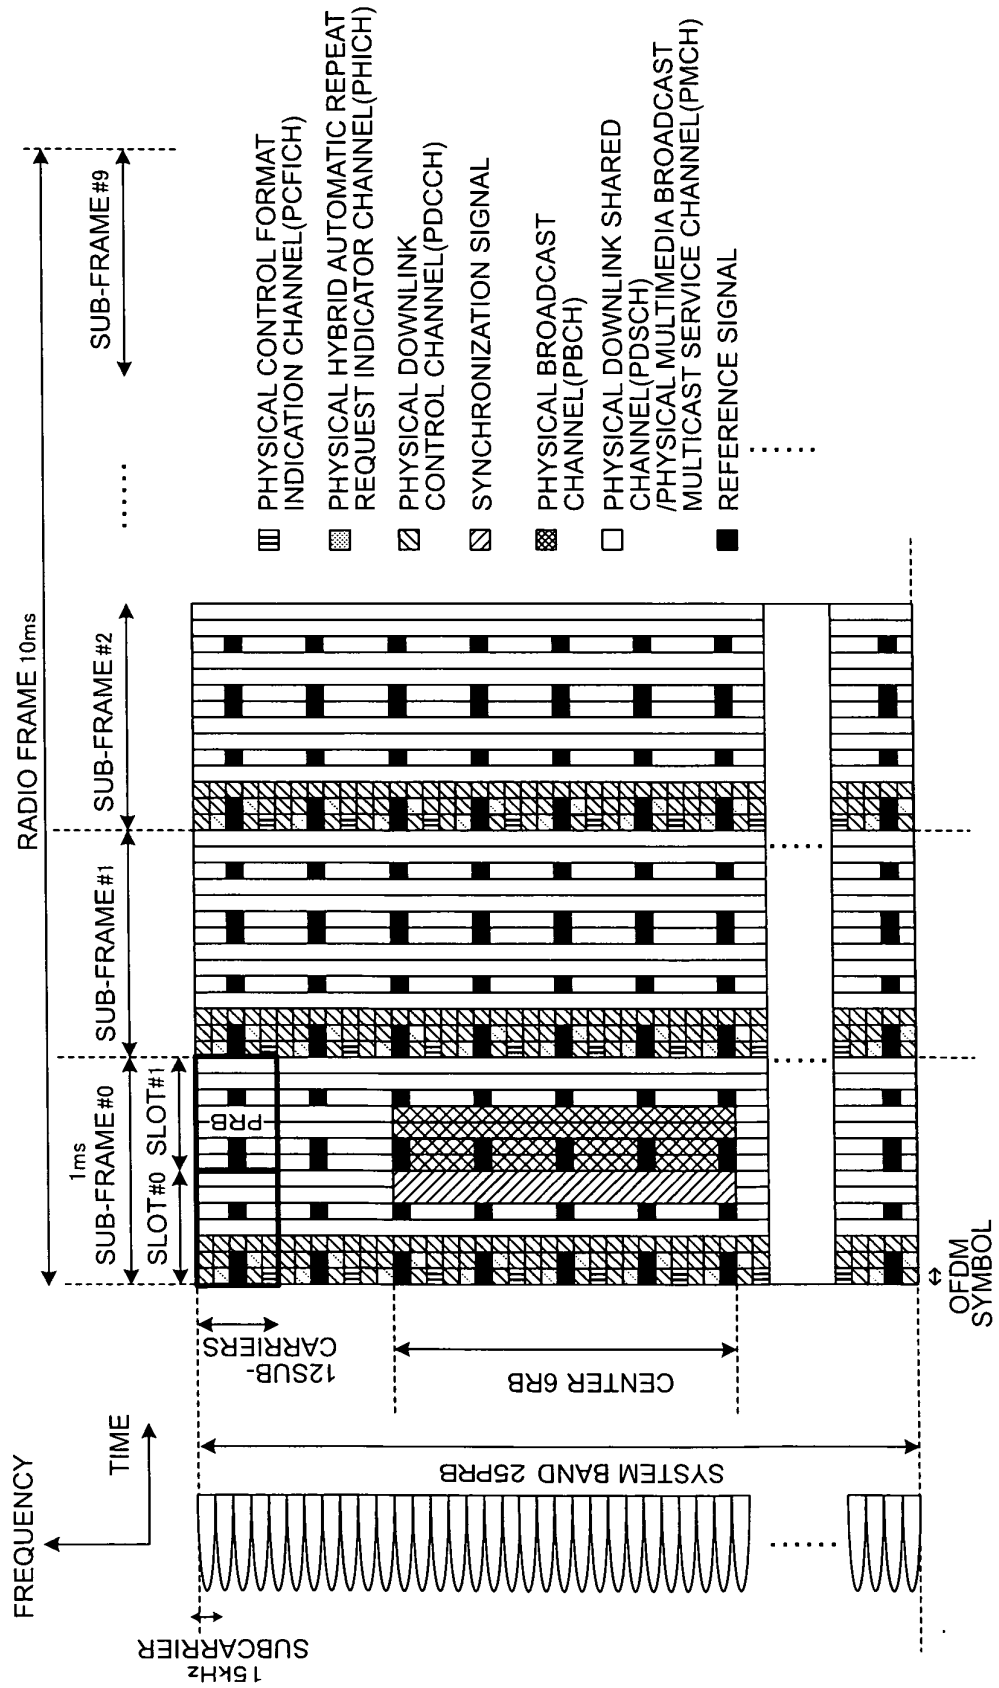 RADIO FRAME 10ms
1ms
SUB-FRAME#0
SUB-FRAME#1
SUB-FRAME#2
......
SUB-FRAME#9
SLOT#0
SLOT#1
FREQUENCY
TIME
15kHz
SUBCARRIER
12SUB-
CARRIERS
PRB
CENTER 6RB
SYSTEM BAND 25PRB
......
......
......
......
OFDM
SYMBOL
PHYSICAL CONTROL FORMAT
INDICATION CHANNEL(PCFICH)
PHYSICAL HYBRID AUTOMATIC REPEAT
REQUEST INDICATOR CHANNEL(PHICH)
PHYSICAL DOWNLINK
CONTROL CHANNEL(PDCCH)
SYNCHRONIZATION SIGNAL
PHYSICAL BROADCAST
CHANNEL(PBCH)
PHYSICAL DOWNLINK SHARED
CHANNEL(PDSCH)
/PHYSICAL MULTIMEDIA BROADCAST
MULTICAST SERVICE CHANNEL(PMCH)
REFERENCE SIGNAL